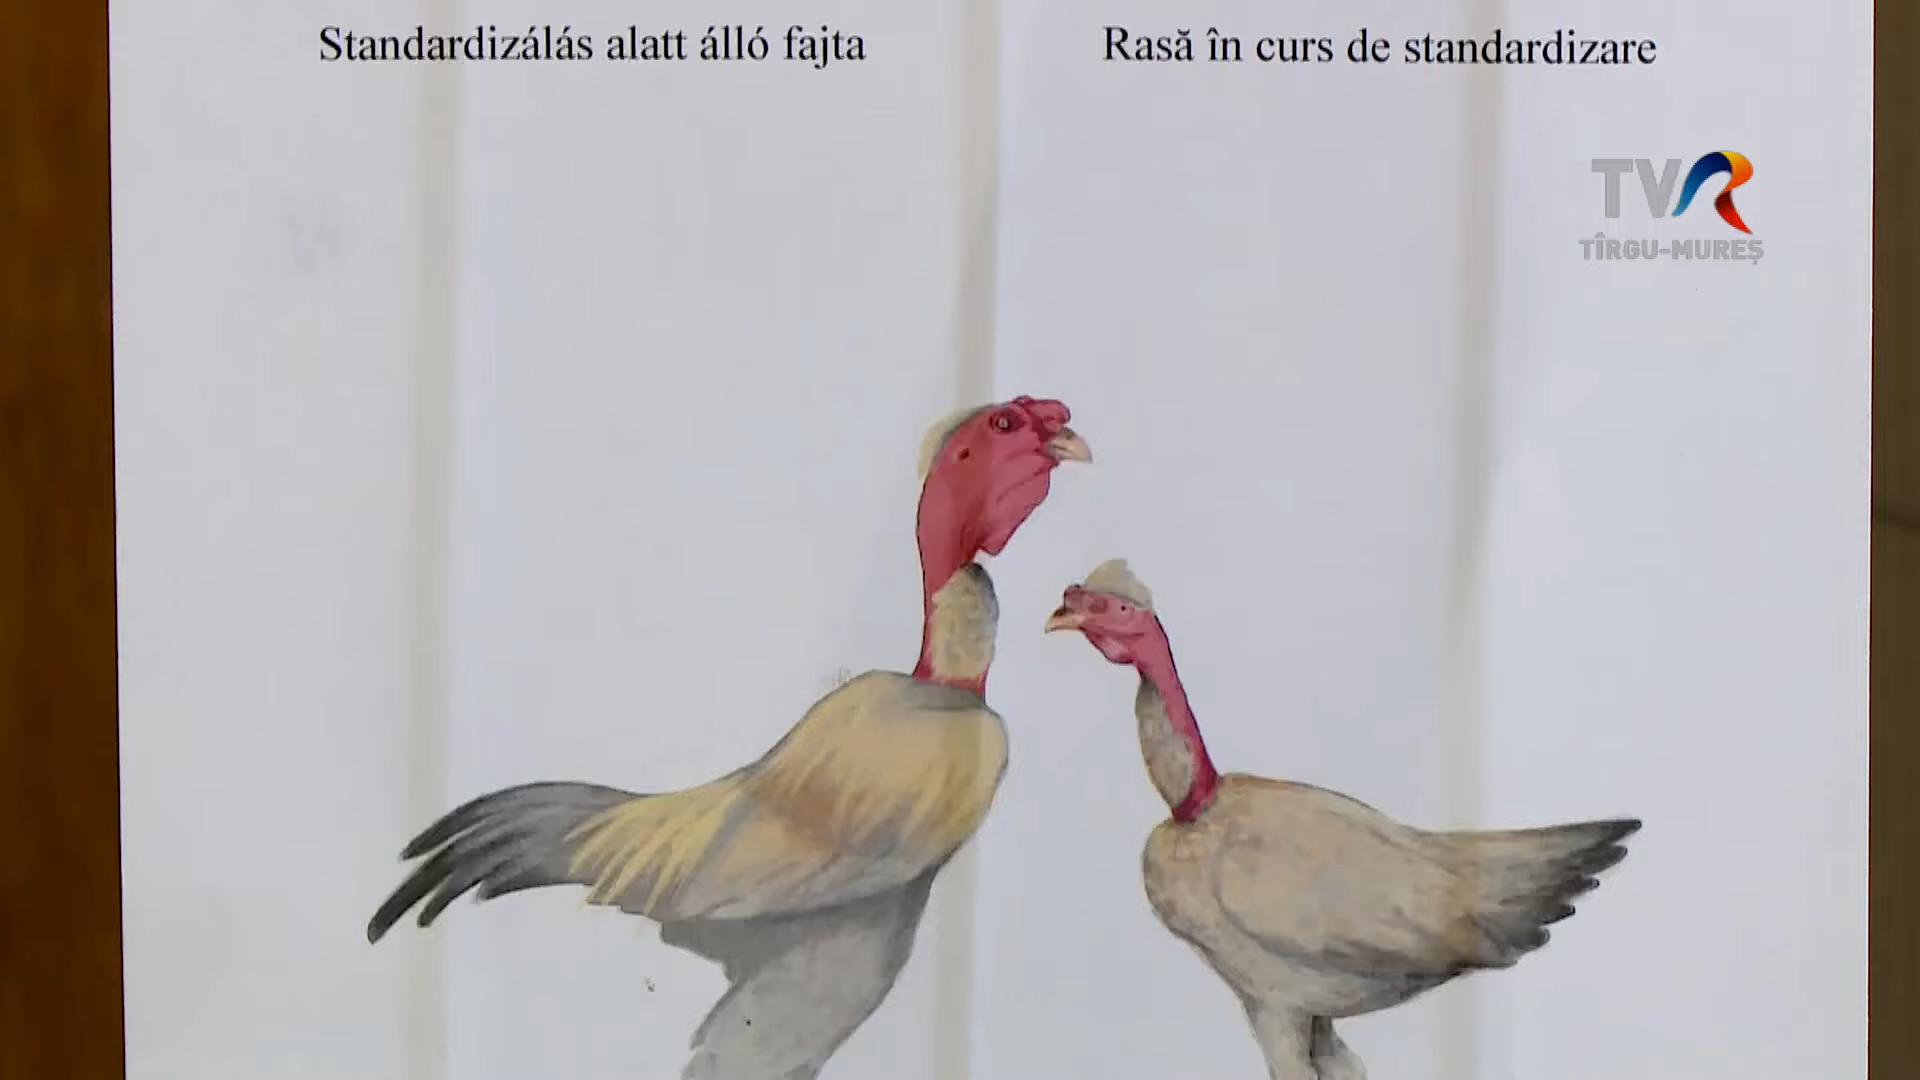 Standardizálás alatt álló fajta
Rasă în curs de standardizare
TVR
TÎRGU-MUREȘ